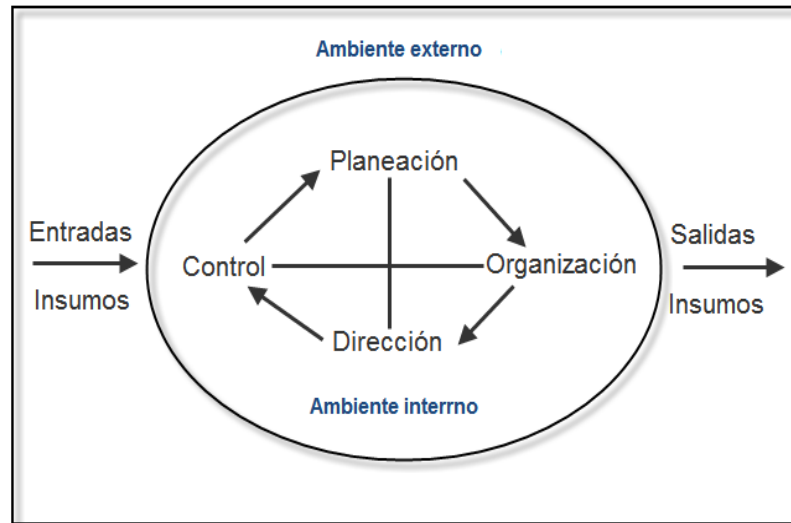 Ambiente externo
Planeación
Entradas
Salidas
Control
Organización
Insumos
Insumos
Dirección
Ambiente interrno